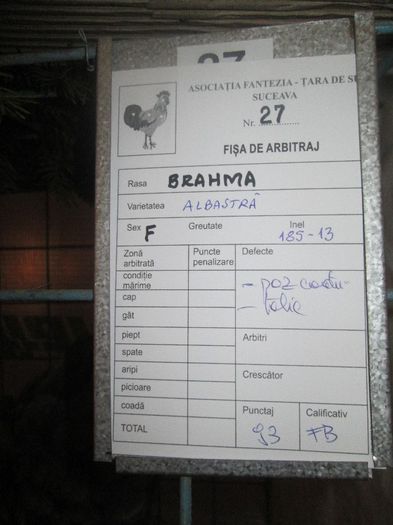 27
ASOCIAȚIA FANTEZIA - ȚARA DE SU
SUCEAVA
Nr. 27
FIȘA DE ARBITRAJ
Rasa BRAHMA
Varietatea ALBASTRĂ
Sex F Greutate Inel 185-13
Zonă arbitrată Puncte penalizare Defecte
condiție
mărime
- poz
cap
gât
piept Arbitri
spate
aripi Crescător
picioare
coadă Punctaj Calificativ
TOTAL 93 FB